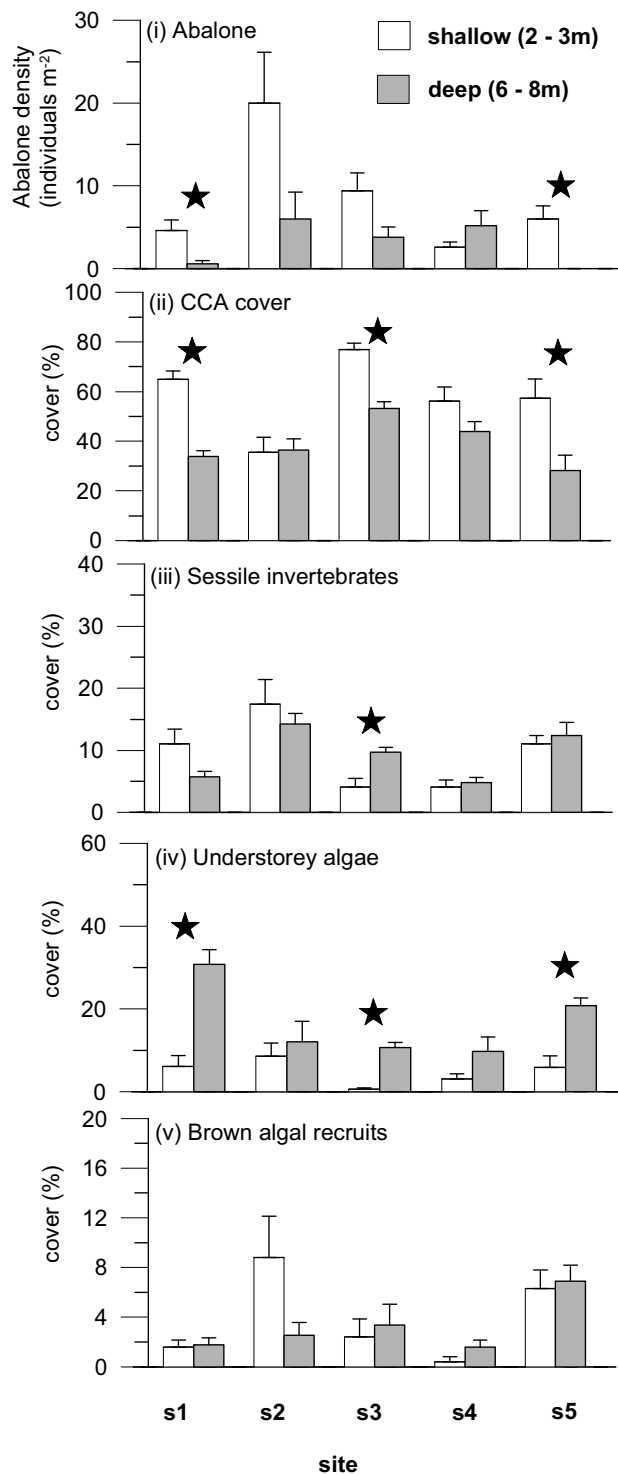 (i) Abalone
shallow (2 - 3m)
deep (6 - 8m)
Abalone density
(individuals m⁻²)
30
20
10
0
(ii) CCA cover
cover (%)
100
80
60
40
20
0
(iii) Sessile invertebrates
cover (%)
40
30
20
10
0
(iv) Understorey algae
cover (%)
60
40
20
0
(v) Brown algal recruits
cover (%)
20
16
12
8
4
0
s1 s2 s3 s4 s5
site